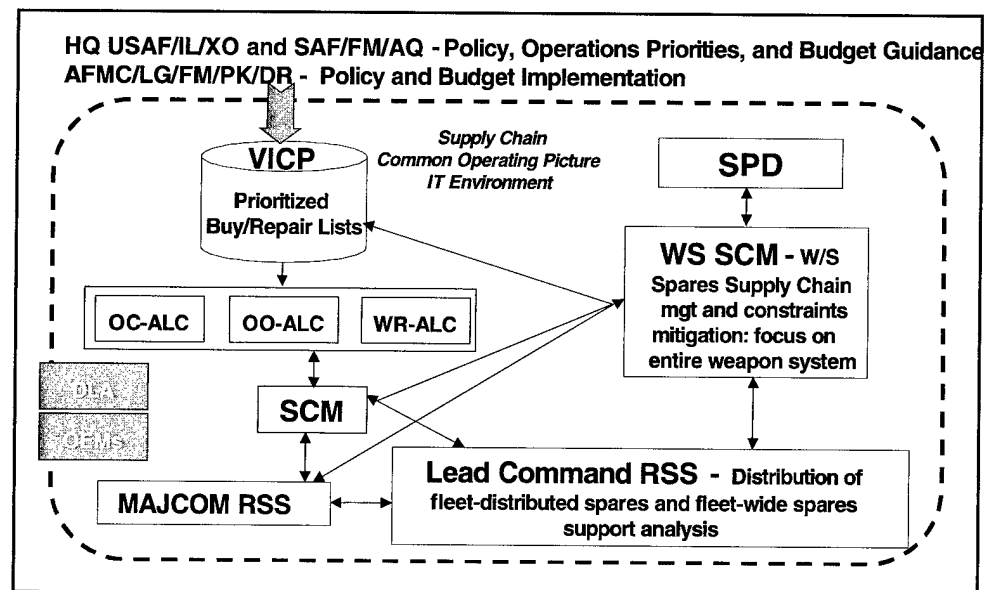 HQ USAF/IL/XO and SAF/FM/AQ - Policy, Operations Priorities, and Budget Guidance
AFMC/LG/FM/PK/DR - Policy and Budget Implementation
VICP
Prioritized
Buy/Repair Lists
Supply Chain
Common Operating Picture
IT Environment
SPD
WS SCM - W/S
Spares Supply Chain
mgt and constraints
mitigation: focus on
entire weapon system
OC-ALC
OO-ALC
WR-ALC
DLA
OEMs
SCM
MAJCOM RSS
Lead Command RSS - Distribution of
fleet-distributed spares and fleet-wide spares
support analysis